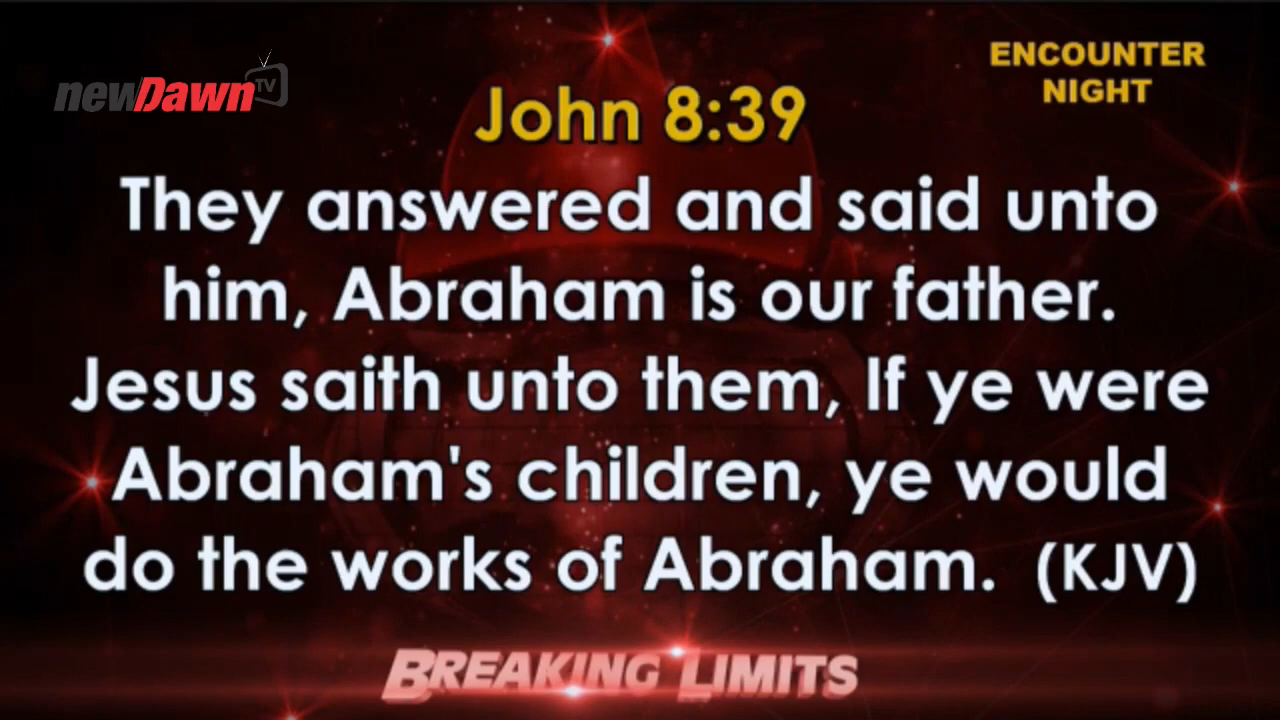 newDawn TV
ENCOUNTER
NIGHT
John 8:39
They answered and said unto
him, Abraham is our father.
Jesus saith unto them, If ye were
Abraham's children, ye would
do the works of Abraham. (KJV)
BREAKING LIMITS